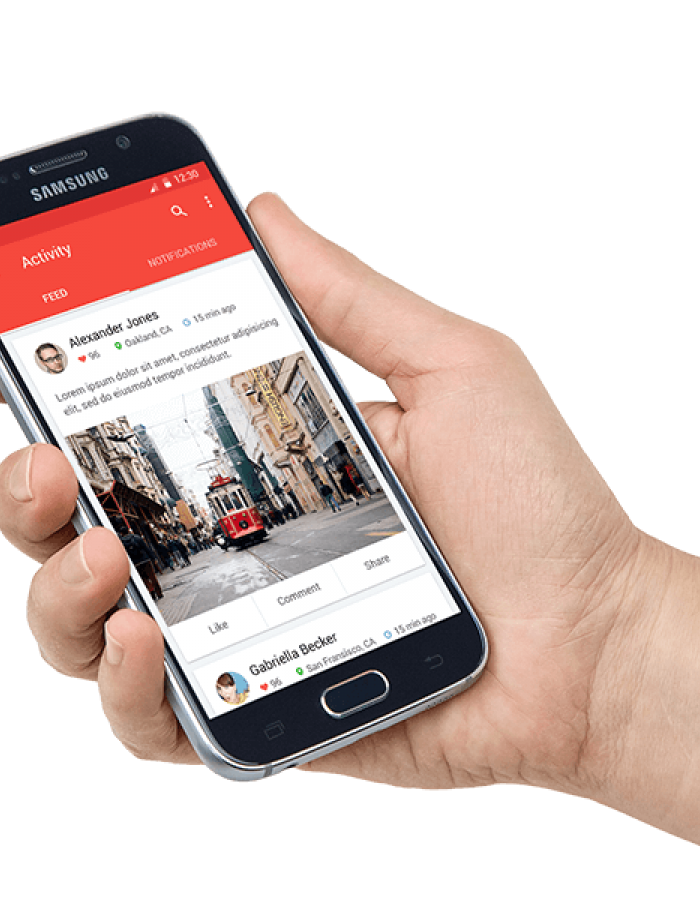 SAMSUNG
12:30
Activity
FEED
NOTIFICATIONS
Alexander Jones
96
Oakland, CA
15 min ago
Lorem ipsum dolor sit amet, consectetur adipisicing
elit, sed do eiusmod tempor incididunt.
Like
Comment
Share
Gabriella Becker
96
San Fransisco, CA
15 min ago